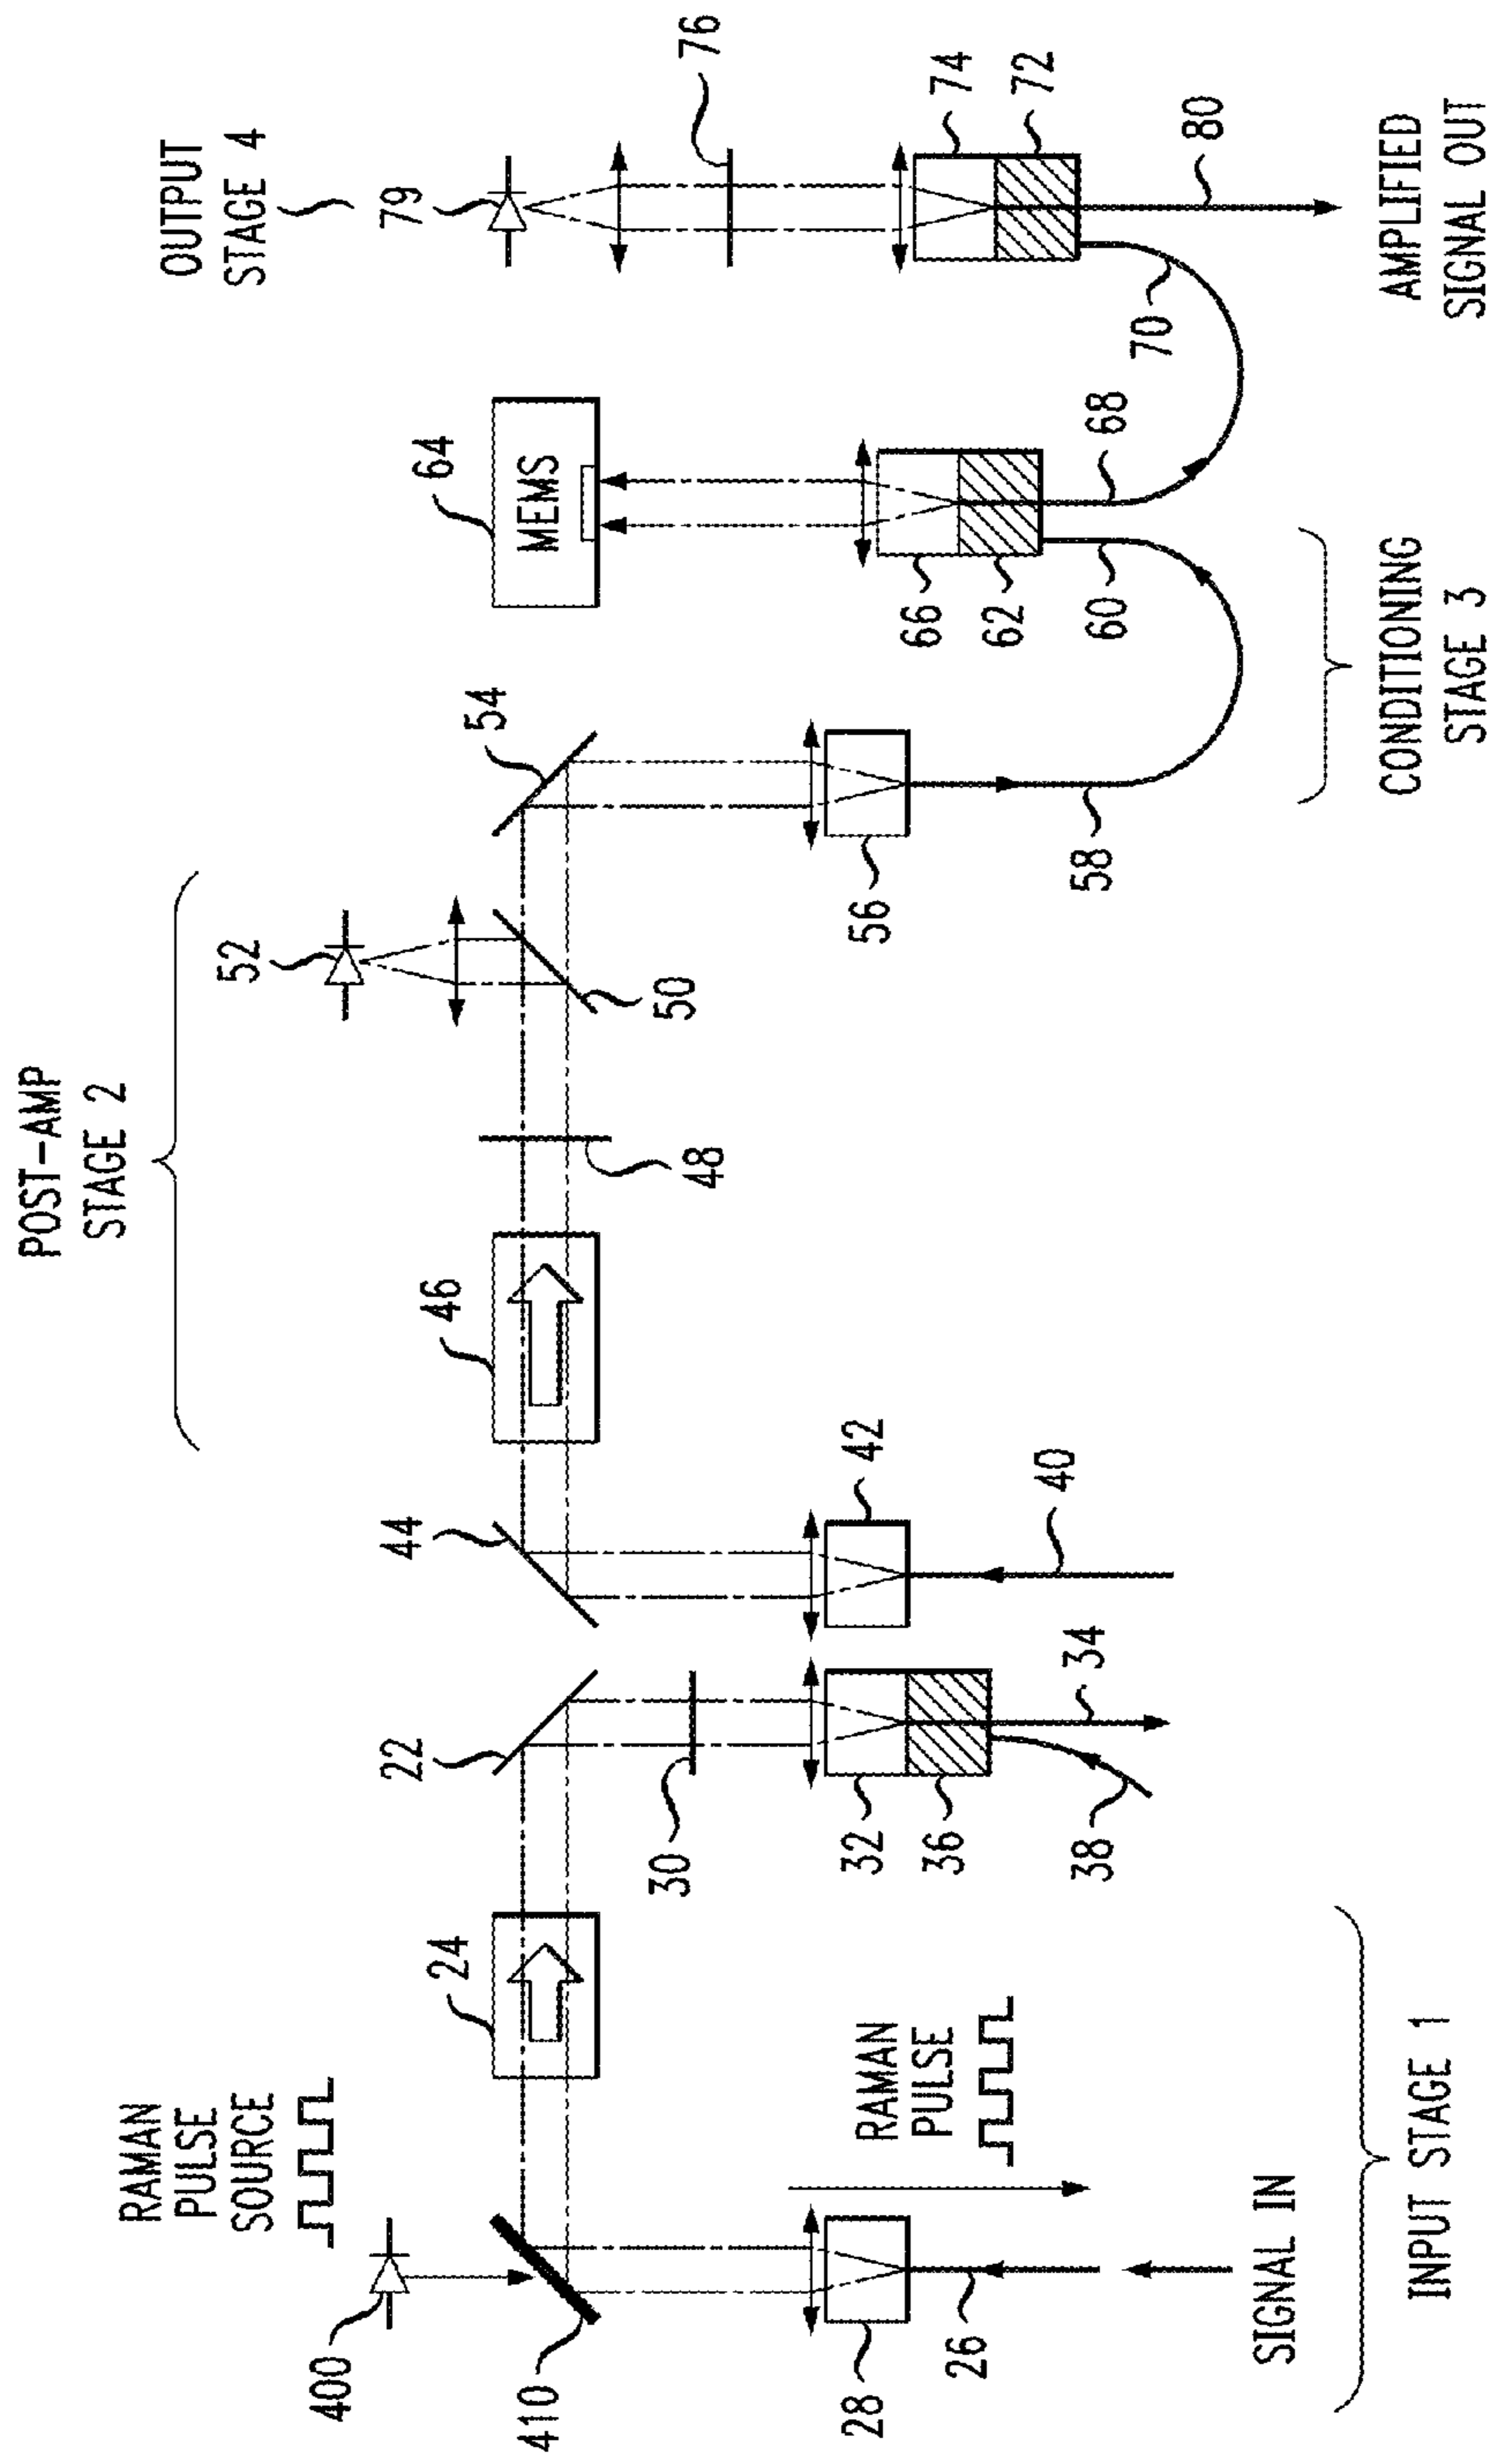 RAMAN
PULSE
SOURCE
400
410
28
26
SIGNAL IN
INPUT STAGE 1
RAMAN
PULSE
24
22
30
32
36
38
34
44
42
40
POST-AMP
STAGE 2
46
48
50
52
54
56
58
CONDITIONING
STAGE 3
64
MEMS
66
62
60
68
70
OUTPUT
STAGE 4
79
76
74
72
80
AMPLIFIED
SIGNAL OUT